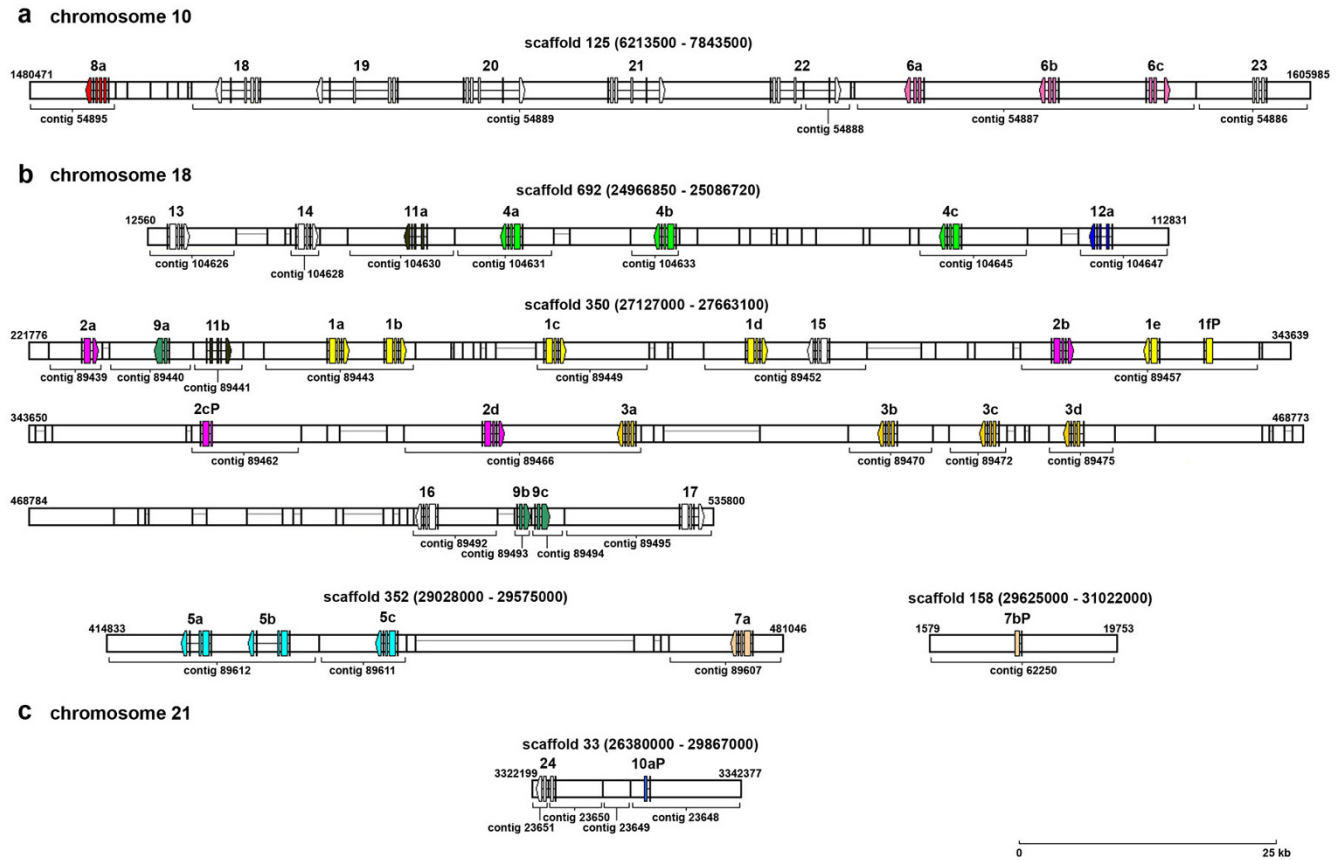 a chromosome 10
scaffold 125 (6213500 - 7843500)
1480471 8a 18 19 20 21 22 6a 6b 6c 23 1605985
contig 54895 contig 54889 contig 54888 contig 54887 contig 54886
b chromosome 18
scaffold 692 (24966850 - 25086720)
12560 13 14 11a 4a 4b 4c 12a 112831
contig 104626 contig 104628 contig 104630 contig 104631 contig 104633 contig 104645 contig 104647
scaffold 350 (27127000 - 27663100)
221776 2a 9a 11b 1a 1b 1c 1d 15 2b 1e 1fP 343639
contig 89439 contig 89440 contig 89441 contig 89443 contig 89449 contig 89452 contig 89457
343650 2cP 2d 3a 3b 3c 3d 468773
contig 89462 contig 89466 contig 89470 contig 89472 contig 89475
468784 16 9b 9c 17 535800
contig 89492 contig 89493 contig 89494 contig 89495
scaffold 352 (29028000 - 29575000) scaffold 158 (29625000 - 31022000)
414833 5a 5b 5c 7a 481046 1579 7bP 19753
contig 89612 contig 89611 contig 89607 contig 62250
c chromosome 21
scaffold 33 (26380000 - 29867000)
3322199 24 10aP 3342377
contig 23651 contig 23650 contig 23649 contig 23648
0 25 kb